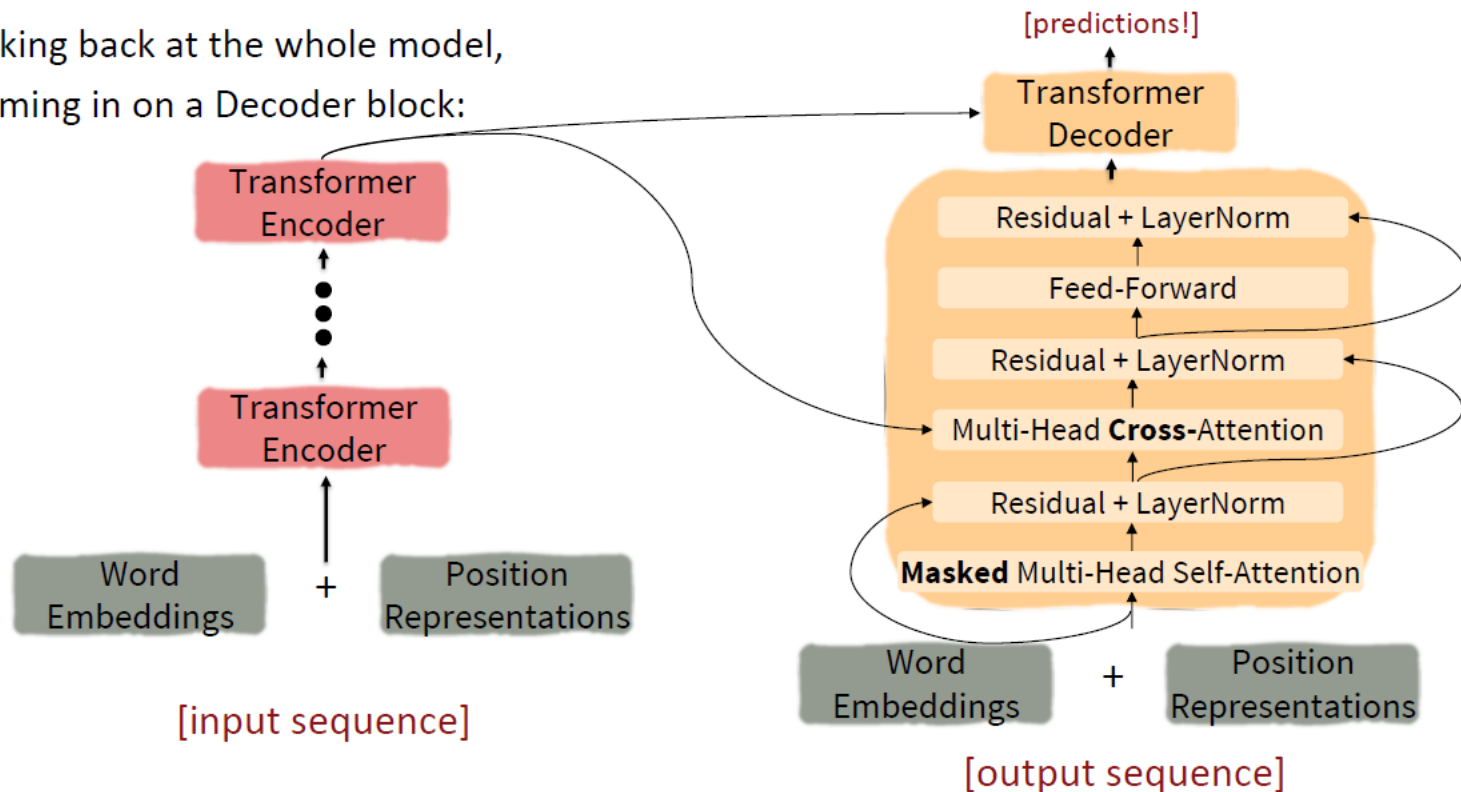 king back at the whole model,
ming in on a Decoder block:
Transformer
Encoder
Transformer
Encoder
Word
Embeddings
+
Position
Representations
[input sequence]
[predictions!]
Transformer
Decoder
Residual + LayerNorm
Feed-Forward
Residual + LayerNorm
Multi-Head Cross-Attention
Residual + LayerNorm
Masked Multi-Head Self-Attention
Word
Embeddings
+
Position
Representations
[output sequence]